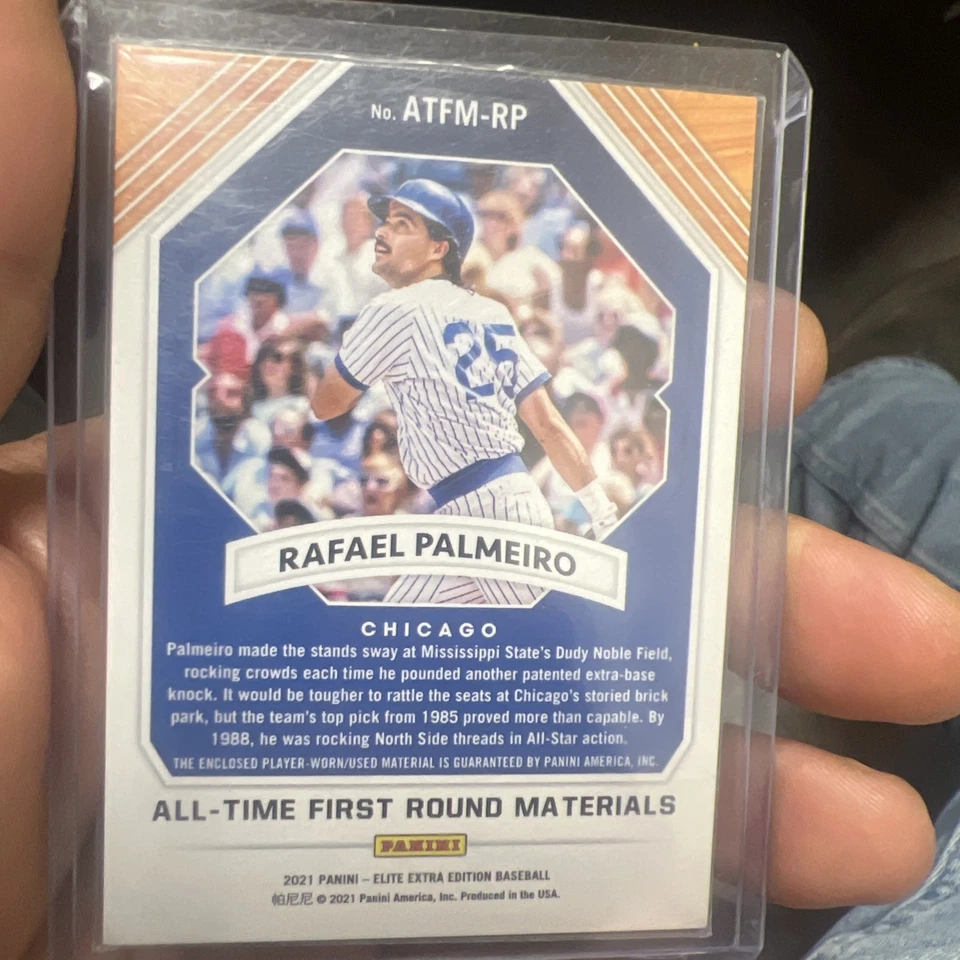 No. ATFM-RP
25
RAFAEL PALMEIRO
CHICAGO
Palmeiro made the stands sway at Mississippi State's Dudy Noble Field,
rocking crowds each time he pounded another patented extra-base
knock. It would be tougher to rattle the seats at Chicago's storied brick
park, but the team's top pick from 1985 proved more than capable. By
1988, he was rocking North Side threads in All-Star action.
THE ENCLOSED PLAYER-WORN/USED MATERIAL IS GUARANTEED BY PANINI AMERICA, INC.
ALL-TIME FIRST ROUND MATERIALS
PANINI
2021 PANINI – ELITE EXTRA EDITION BASEBALL
帕尼尼 © 2021 Panini America, Inc. Produced in the USA.